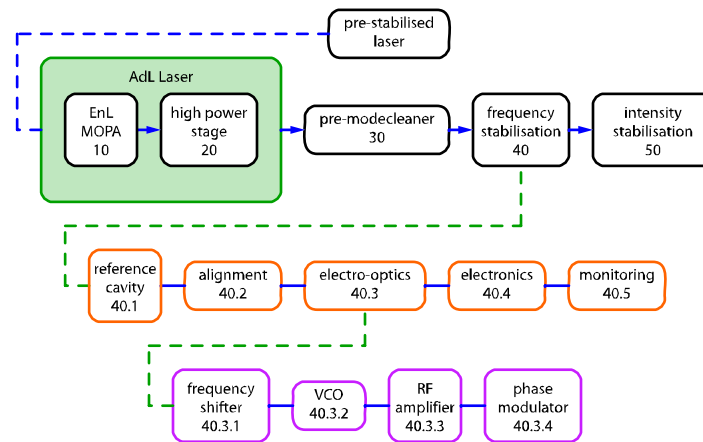 pre-stabilised
laser
AdL Laser
EnL
MOPA
10
high power
stage
20
pre-modecleaner
30
frequency
stabilisation
40
intensity
stabilisation
50
reference
cavity
40.1
alignment
40.2
electro-optics
40.3
electronics
40.4
monitoring
40.5
frequency
shifter
40.3.1
VCO
40.3.2
RF
amplifier
40.3.3
phase
modulator
40.3.4